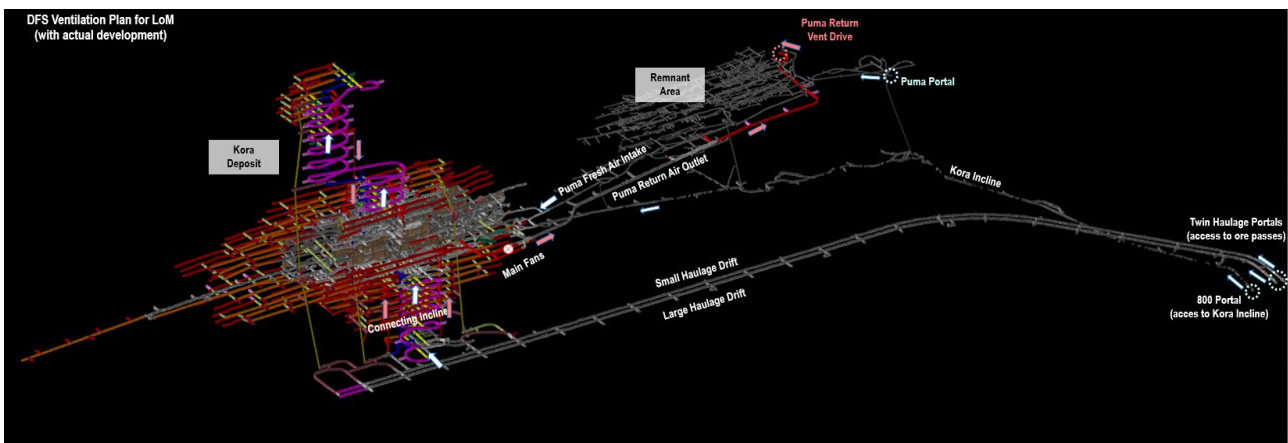 DFS Ventilation Plan for LoM
(with actual development)
Puma Return
Vent Drive
Remnant
Area
Puma Portal
Kora
Deposit
Puma Fresh Air Intake
Puma Return Air Outlet
Kora Incline
Twin Haulage Portals
(access to ore passes)
Main Fans
Small Haulage Drift
Large Haulage Drift
800 Portal
(acces to Kora Incline)
Connecting Incline